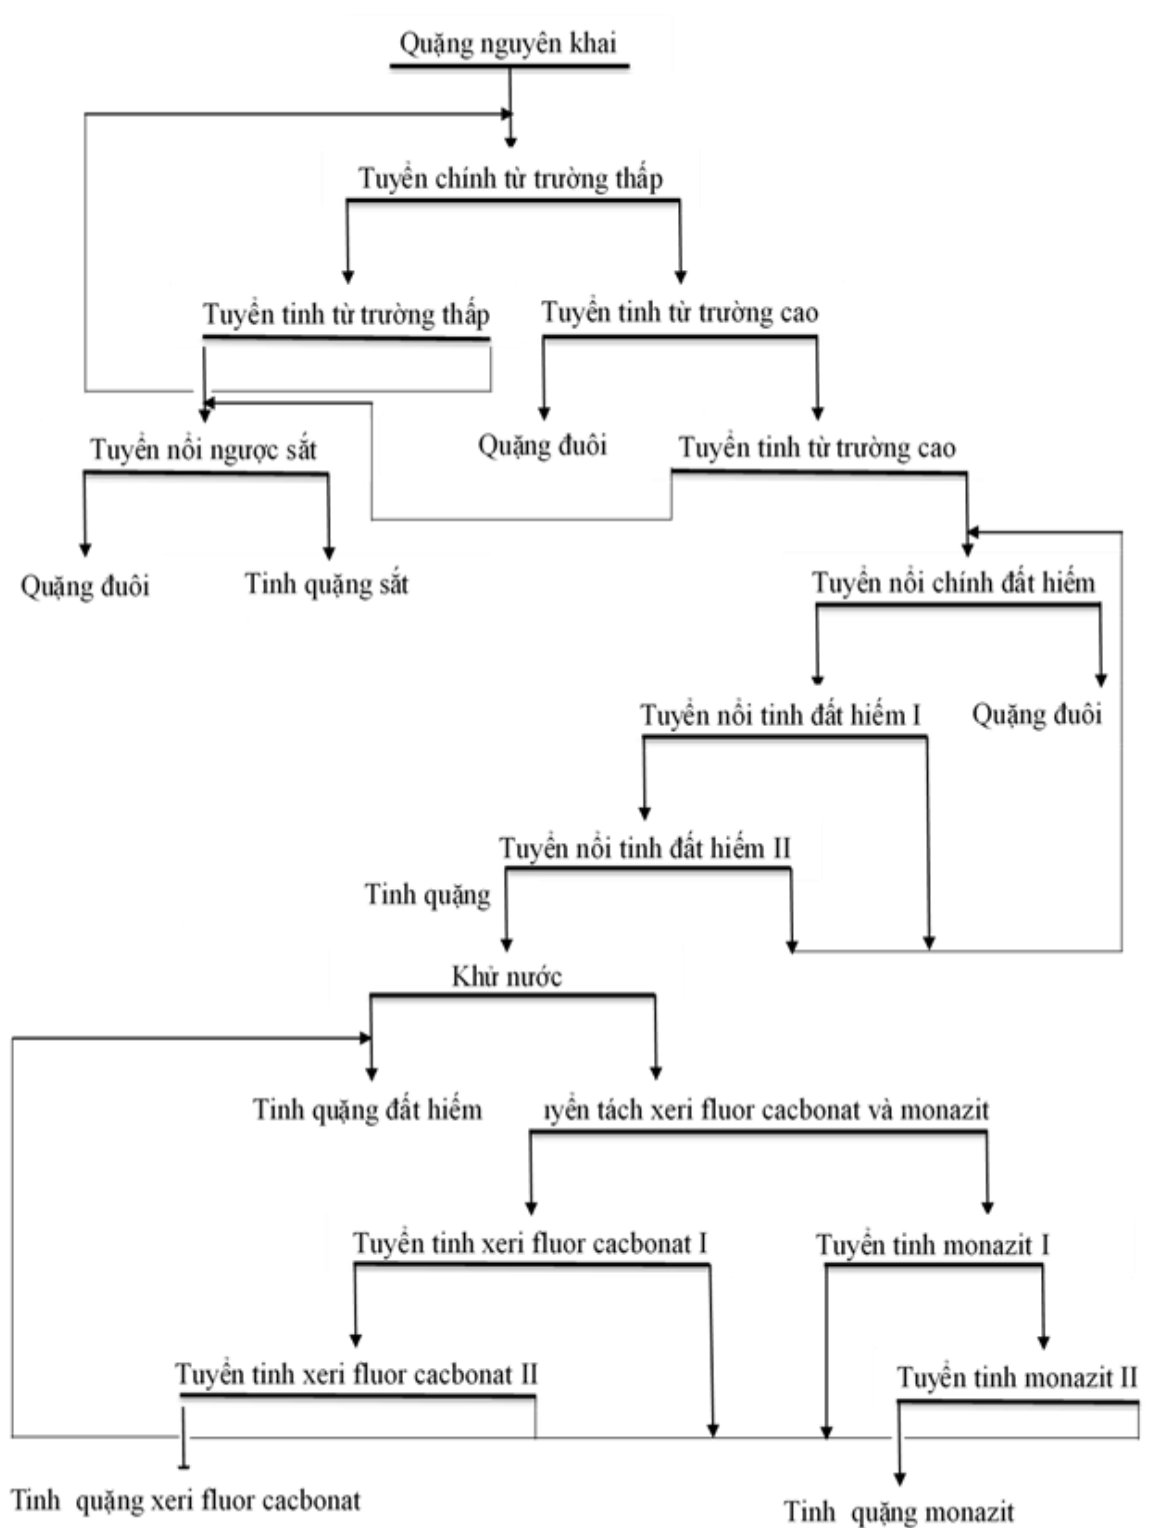 Quặng nguyên khai
Tuyển chính từ trường thấp
Tuyển tinh từ trường thấp
Tuyển tinh từ trường cao
Tuyển nổi ngược sắt
Quặng đuôi
Tuyển tinh từ trường cao
Quặng đuôi
Tinh quặng sắt
Tuyển nổi chính đất hiếm
Tuyển nổi tinh đất hiếm I
Quặng đuôi
Tuyển nổi tinh đất hiếm II
Tinh quặng
Khử nước
Tinh quặng đất hiếm
yển tách xeri fluor cacbonat và monazit
Tuyển tinh xeri fluor cacbonat I
Tuyển tinh monazit I
Tuyển tinh xeri fluor cacbonat II
Tuyển tinh monazit II
Tinh quặng xeri fluor cacbonat
Tinh quặng monazit